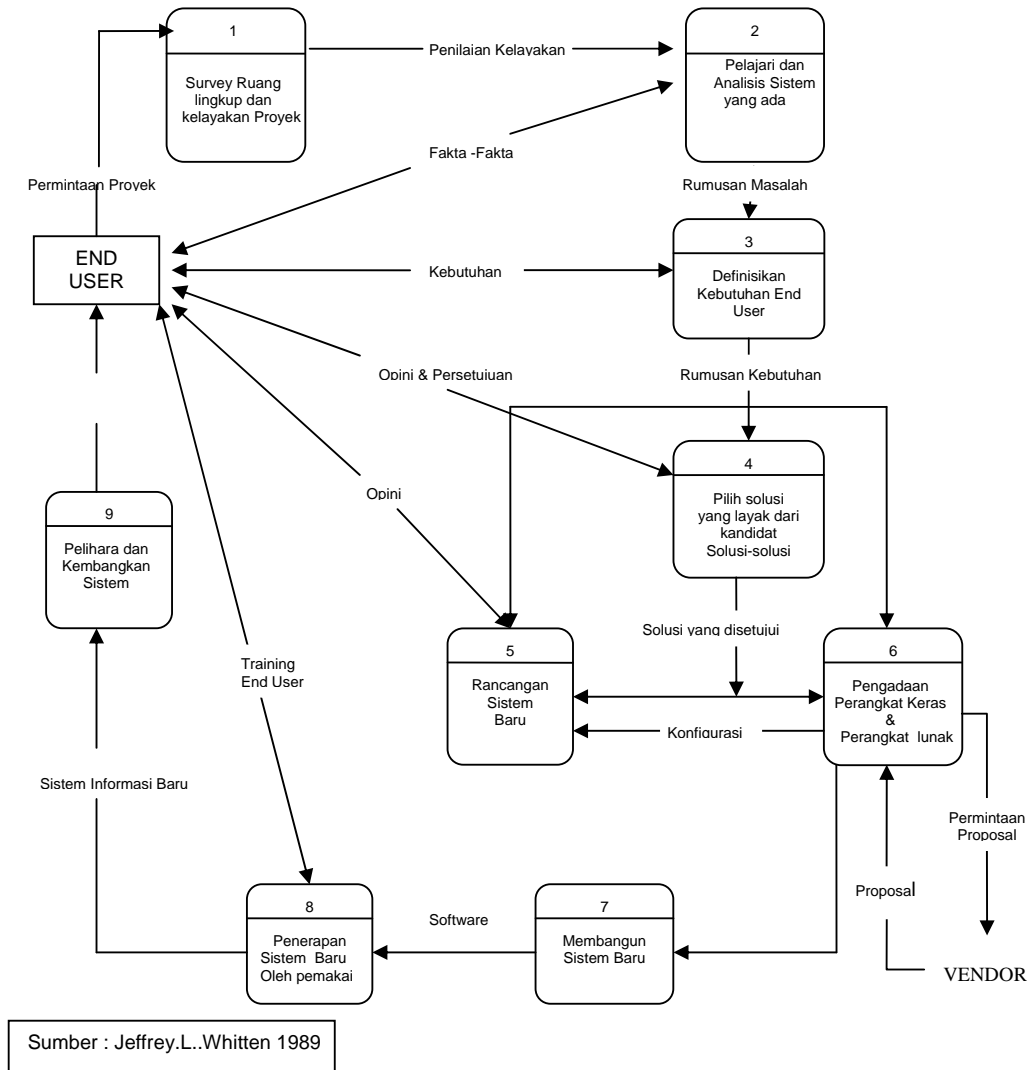 1
Survey Ruang
lingkup dan
kelayakan Proyek
Penilaian Kelayakan
2
Pelajari dan
Analisis Sistem
yang ada
Fakta -Fakta
Permintaan Proyek
Rumusan Masalah
END
USER
Kebutuhan
3
Definisikan
Kebutuhan End
User
Opini & Persetujuan
Rumusan Kebutuhan
4
Pilih solusi
yang layak dari
kandidat
Solusi-solusi
Opini
9
Pelihara dan
Kembangkan
Sistem
Solusi yang disetujui
5
Rancangan
Sistem
Baru
6
Pengadaan
Perangkat Keras
&
Perangkat lunak
Konfigurasi
Training
End User
Sistem Informasi Baru
Permintaan
Proposal
Proposal
8
Penerapan
Sistem Baru
Oleh pemakai
Software
7
Membangun
Sistem Baru
VENDOR
Sumber : Jeffrey.L..Whitten 1989